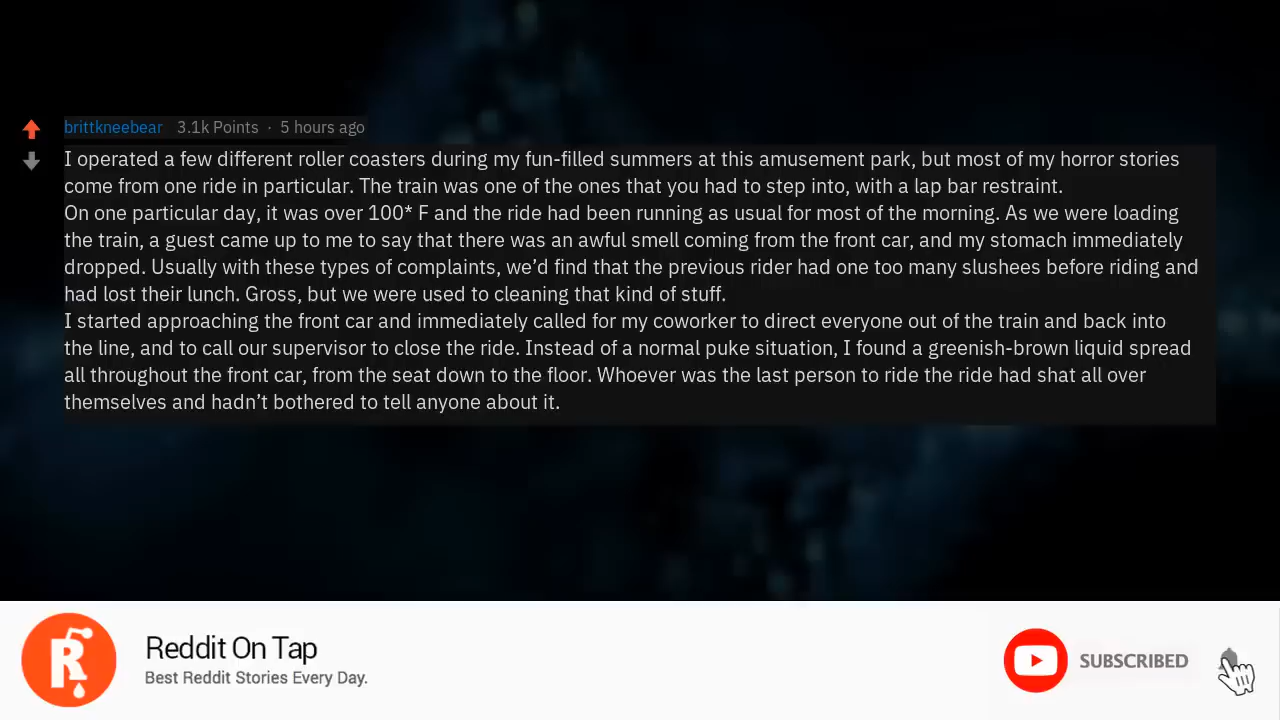 brittkneebear 3.1k Points · 5 hours ago
I operated a few different roller coasters during my fun-filled summers at this amusement park, but most of my horror stories
come from one ride in particular. The train was one of the ones that you had to step into, with a lap bar restraint.
On one particular day, it was over 100* F and the ride had been running as usual for most of the morning. As we were loading
the train, a guest came up to me to say that there was an awful smell coming from the front car, and my stomach immediately
dropped. Usually with these types of complaints, we’d find that the previous rider had one too many slushees before riding and
had lost their lunch. Gross, but we were used to cleaning that kind of stuff.
I started approaching the front car and immediately called for my coworker to direct everyone out of the train and back into
the line, and to call our supervisor to close the ride. Instead of a normal puke situation, I found a greenish-brown liquid spread
all throughout the front car, from the seat down to the floor. Whoever was the last person to ride the ride had shat all over
themselves and hadn’t bothered to tell anyone about it.
R
Reddit On Tap
Best Reddit Stories Every Day.
SUBSCRIBED